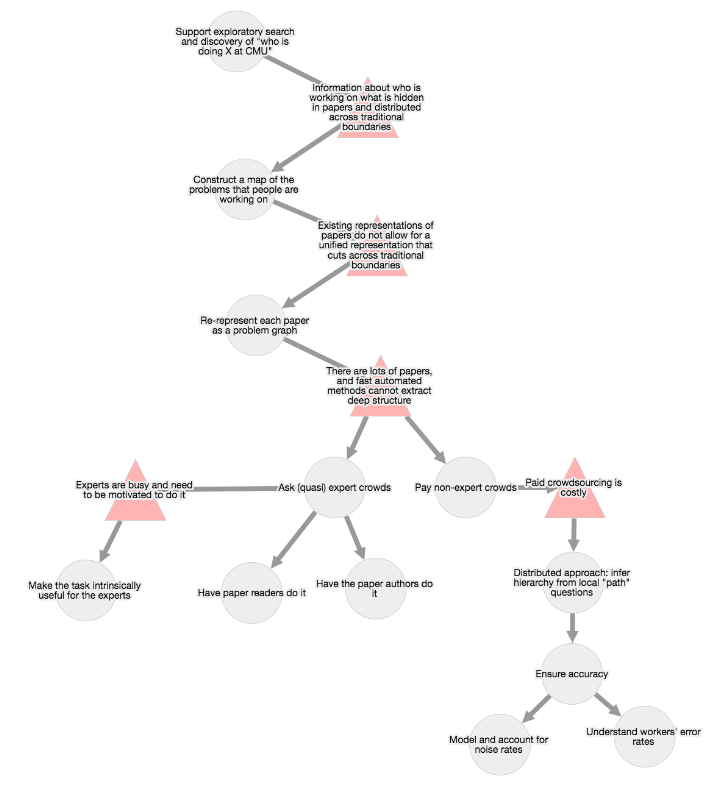 Support exploratory search
and discovery of "who is
doing X at CMU"
Information about who is
working on what is hidden
in papers and distributed
across traditional
boundaries
Construct a map of the
problems that people are
working on
Existing representations of
papers do not allow for a
unified representation that
cuts across traditional
boundaries
Re-represent each paper
as a problem graph
There are lots of papers,
and fast automated
methods cannot extract
deep structure
Experts are busy and need
to be motivated to do it
Ask (quasi) expert crowds
Pay non-expert crowds
Paid crowdsourcing is
costly
Make the task intrinsically
useful for the experts
Have paper readers do it
Have the paper authors do
it
Distributed approach: infer
hierarchy from local "path"
questions
Ensure accuracy
Model and account for
noise rates
Understand workers' error
rates